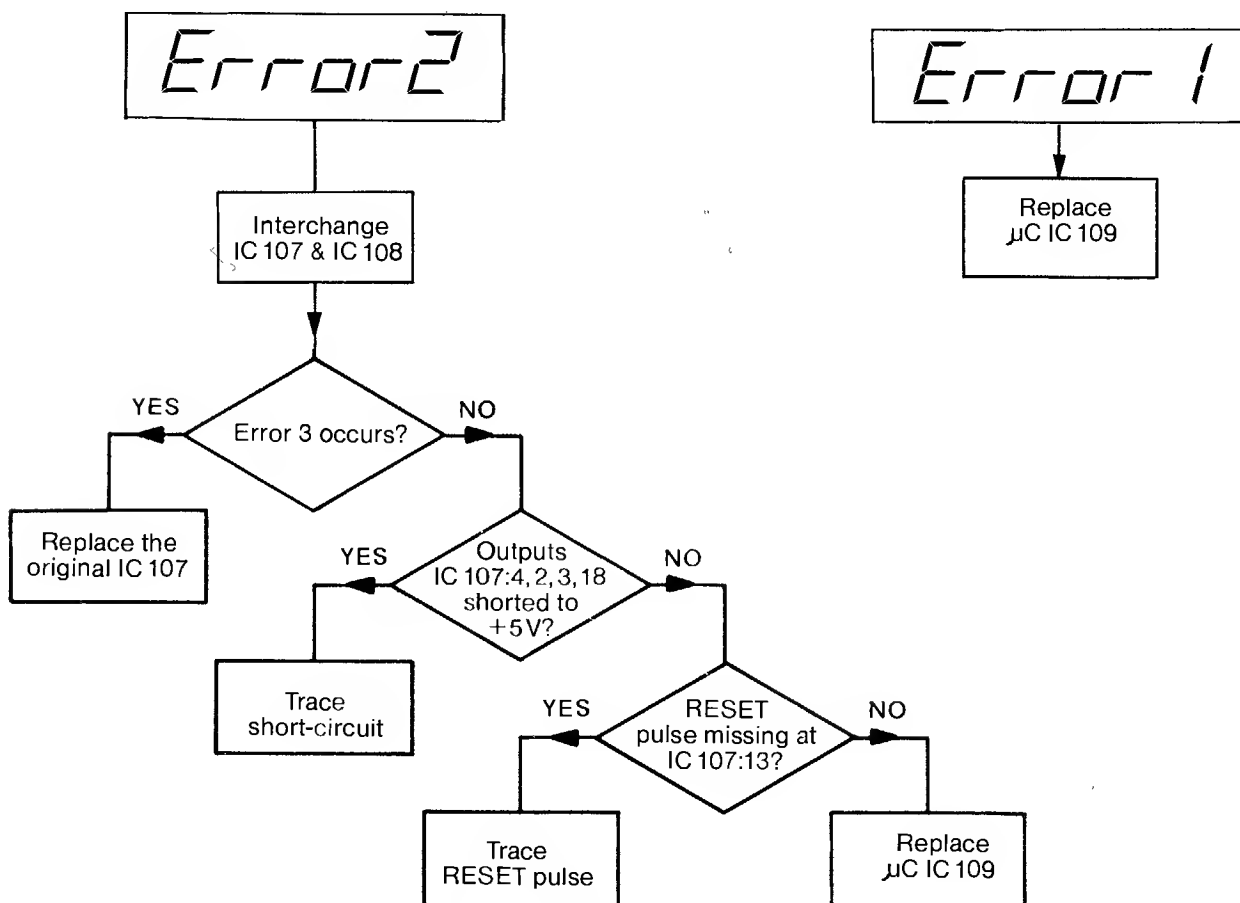 Error2
Interchange
IC 107 & IC 108
YES
NO
Error 3 occurs?
Replace the
original IC 107
YES
NO
Outputs
IC 107:4, 2, 3, 18
shorted to
+5V?
Trace
short-circuit
YES
NO
RESET
pulse missing at
IC 107:13?
Trace
RESET pulse
Replace
µC IC 109
Error 1
Replace
µC IC 109